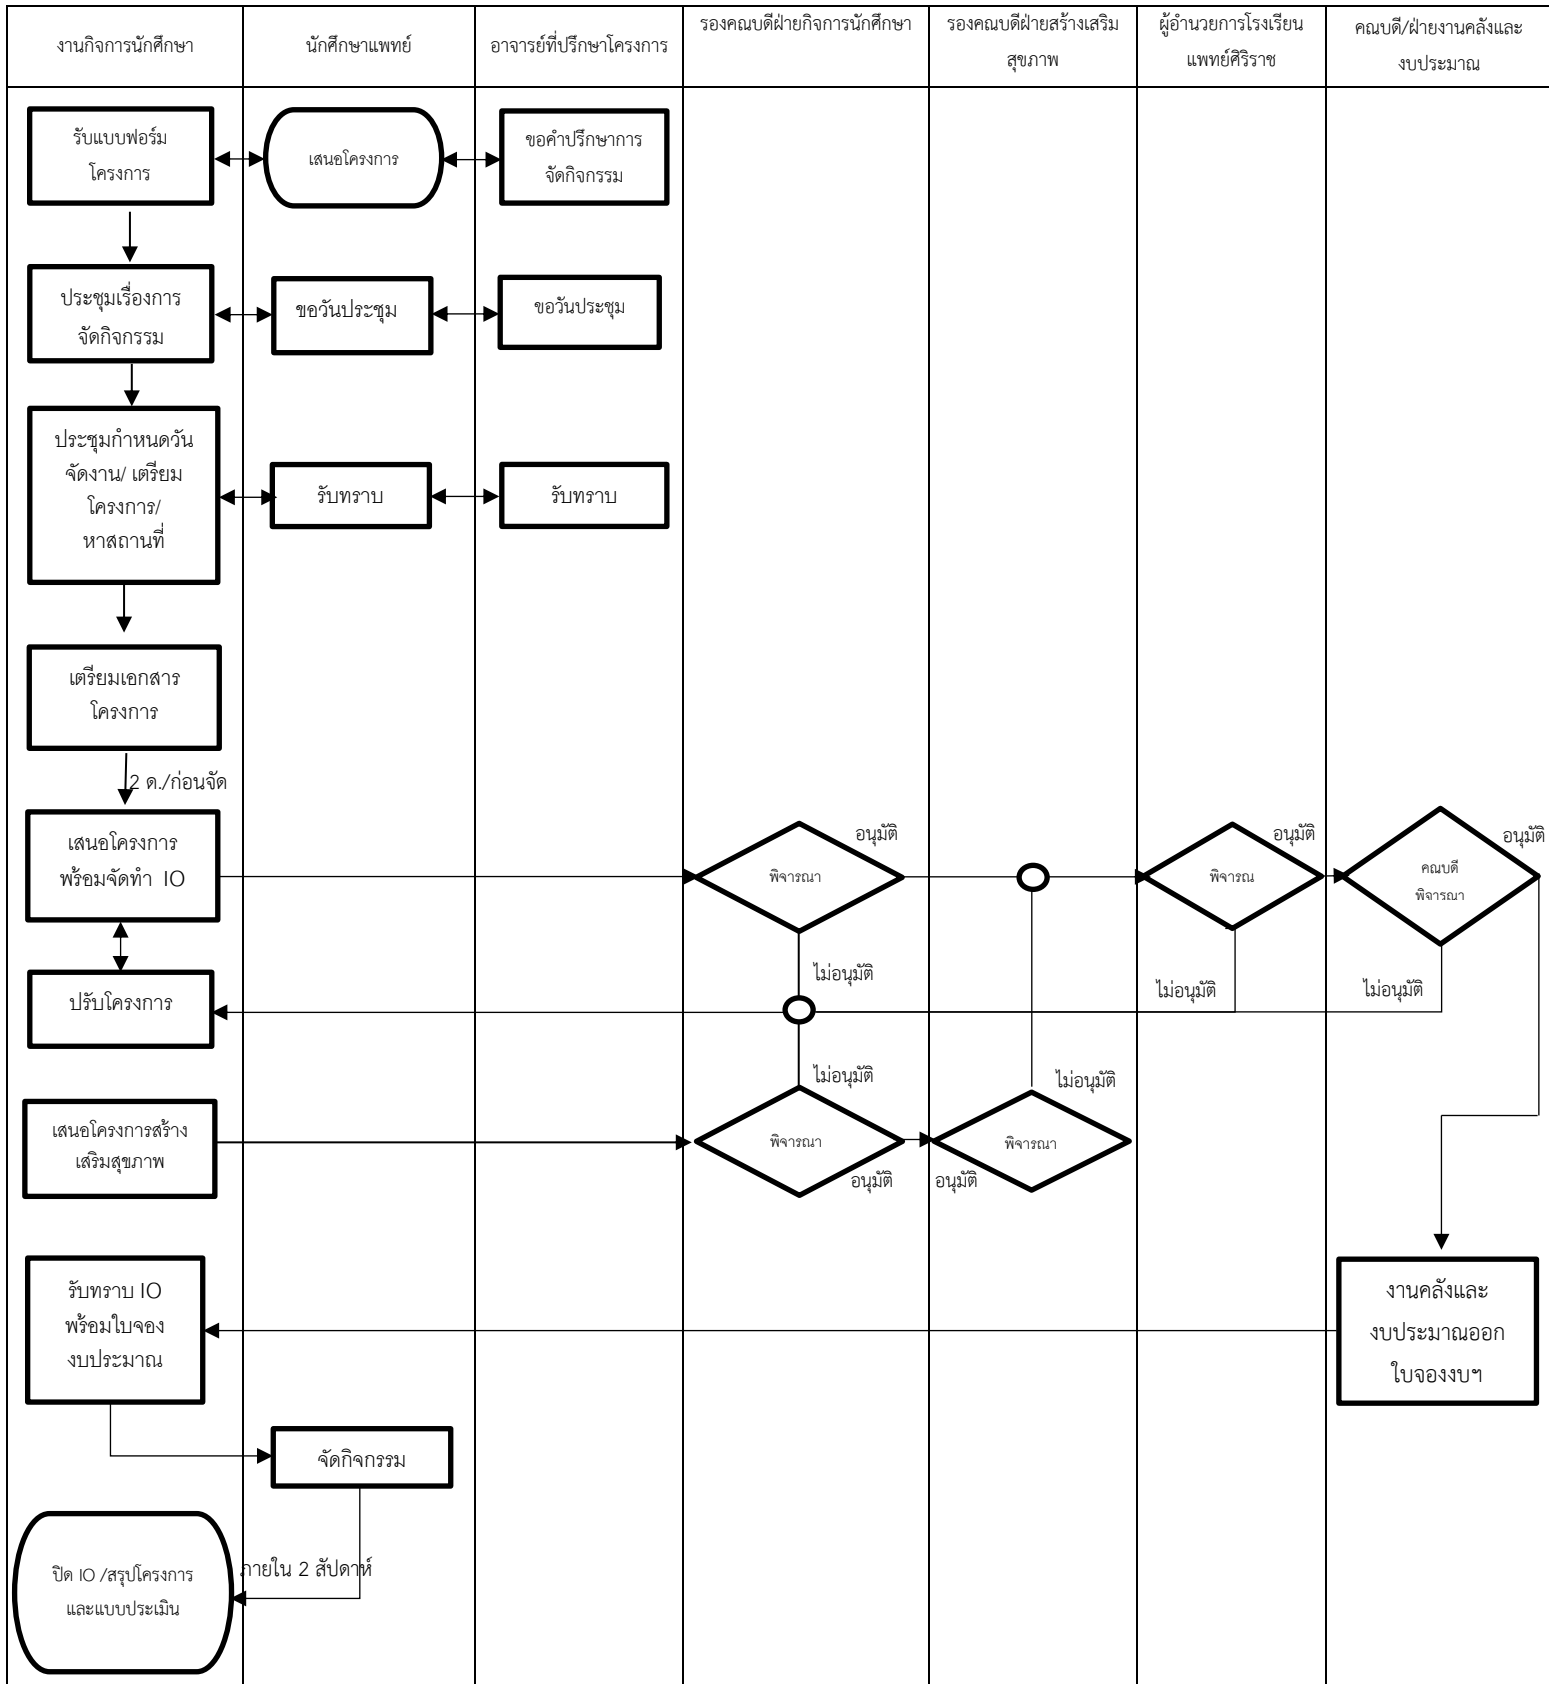 งานกิจการนักศึกษา
นักศึกษาแพทย์
อาจารย์ที่ปรึกษาโครงการ
รองคณบดีฝ่ายกิจการนักศึกษา
รองคณบดีฝ่ายสร้างเสริม
สุขภาพ
ผู้อำนวยการโรงเรียน
แพทย์ศิริราช
คณบดี/ฝ่ายงานคลังและ
งบประมาณ
รับแบบฟอร์ม
โครงการ
เสนอโครงการ
ขอคำปรึกษาการ
จัดกิจกรรม
ประชุมเรื่องการ
จัดกิจกรรม
ขอวันประชุม
ขอวันประชุม
ประชุมกำหนดวัน
จัดงาน/ เตรียม
โครงการ/
หาสถานที่
รับทราบ
รับทราบ
เตรียมเอกสาร
โครงการ
2 ด./ก่อนจัด
เสนอโครงการ
พร้อมจัดทำ IO
พิจารณา
อนุมัติ
พิจารณ
อนุมัติ
คณบดี
พิจารณา
อนุมัติ
ปรับโครงการ
ไม่อนุมัติ
ไม่อนุมัติ
ไม่อนุมัติ
ไม่อนุมัติ
ไม่อนุมัติ
เสนอโครงการสร้าง
เสริมสุขภาพ
พิจารณา
พิจารณา
อนุมัติ
อนุมัติ
รับทราบ IO
พร้อมใบจอง
งบประมาณ
งานคลังและ
งบประมาณออก
ใบจองงบฯ
จัดกิจกรรม
ภายใน 2 สัปดาห์
ปิด IO /สรุปโครงการ
และแบบประเมิน